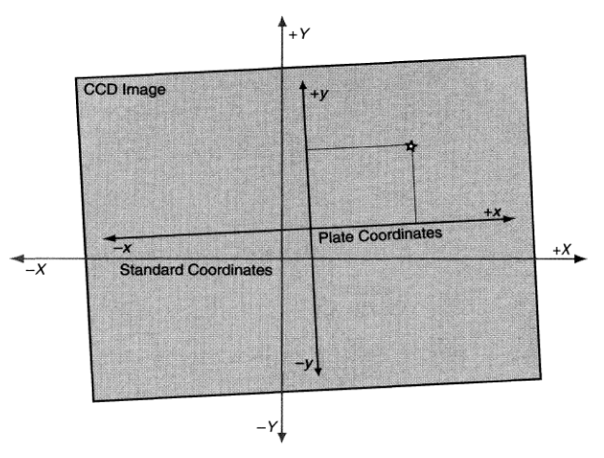 +Y
CCD Image
+y
+x
Plate Coordinates
−x
+X
−X
Standard Coordinates
−y
−Y